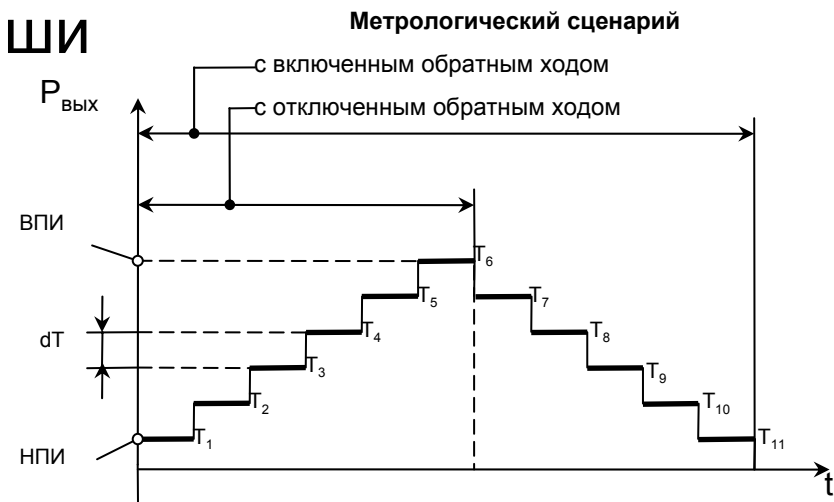 Метрологический сценарий
ШИ
с включенным обратным ходом
Pвых
с отключенным обратным ходом
ВПИ
T6
T5
T7
dT
T4
T8
T3
T9
T2
T10
T1
T11
НПИ
t